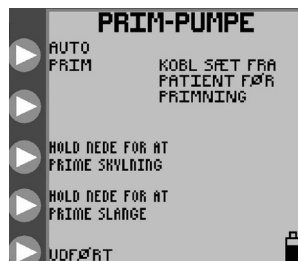 PRIM-PUMPE
AUTO
PRIM
KOBL SÆT FRA
PATIENT FØR
PRIMNING
HOLD NEDE FOR AT
PRIME SKYLNING
HOLD NEDE FOR AT
PRIME SLANGE
UDFØRT